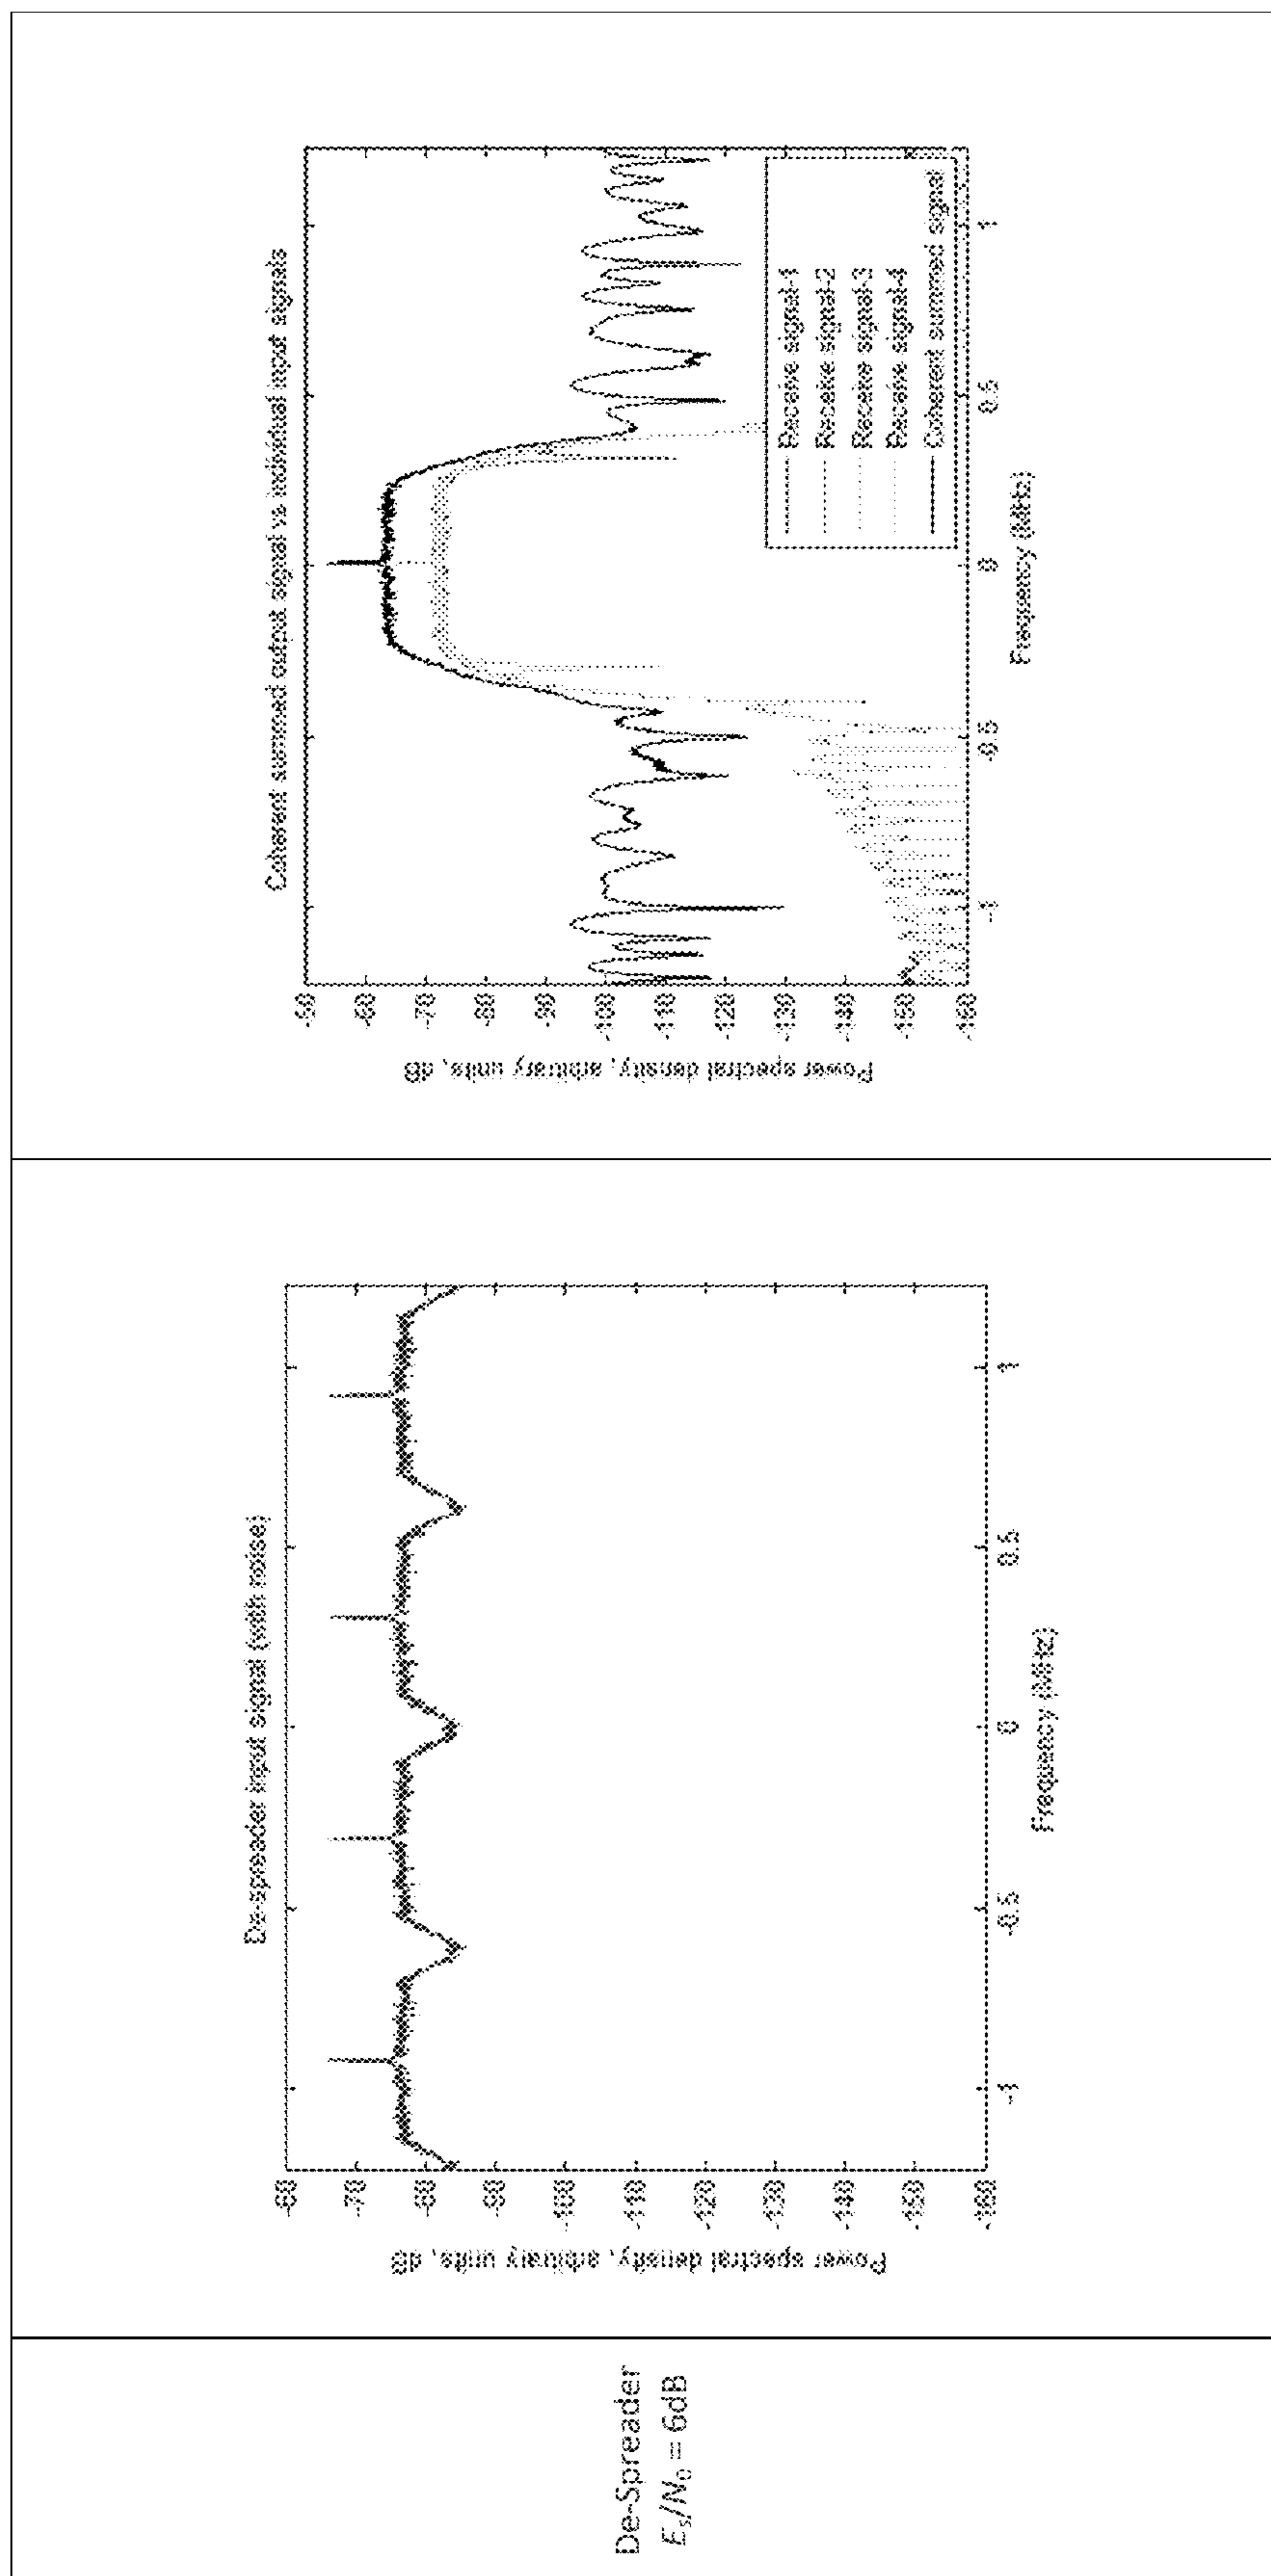 De-Spreader
Es/N0 = 6dB
De-spreader input signal (with noise)
Power spectral density, arbitrary units, dB
-60
-70
-80
-90
-100
-110
-120
-130
-140
-150
-160
-1
-0.5
0
0.5
1
Frequency (MHz)
Coherent summed output signal vs individual input signals
Power spectral density, arbitrary units, dB
-50
-60
-70
-80
-90
-100
-110
-120
-130
-140
-150
-160
-1
-0.5
0
0.5
1
Frequency (MHz)
Receive signal-1
Receive signal-2
Receive signal-3
Receive signal-4
Coherent summed signal